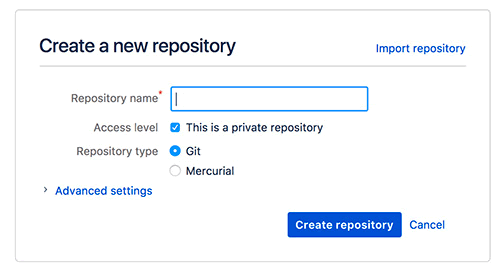 Create a new repository
Import repository
Repository name*
Access level This is a private repository
Repository type Git
Mercurial
Advanced settings
Create repository Cancel